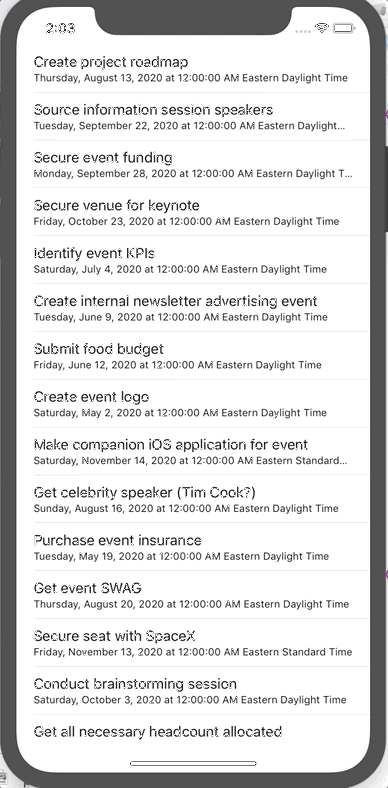 2:03
Create project roadmap
Thursday, August 13, 2020 at 12:00:00 AM Eastern Daylight Time
Source information session speakers
Tuesday, September 22, 2020 at 12:00:00 AM Eastern Daylight...
Secure event funding
Monday, September 28, 2020 at 12:00:00 AM Eastern Daylight T...
Secure venue for keynote
Friday, October 23, 2020 at 12:00:00 AM Eastern Daylight Time
Identify event KPIs
Saturday, July 4, 2020 at 12:00:00 AM Eastern Daylight Time
Create internal newsletter advertising event
Tuesday, June 9, 2020 at 12:00:00 AM Eastern Daylight Time
Submit food budget
Friday, June 12, 2020 at 12:00:00 AM Eastern Daylight Time
Create event logo
Saturday, May 2, 2020 at 12:00:00 AM Eastern Daylight Time
Make companion iOS application for event
Saturday, November 14, 2020 at 12:00:00 AM Eastern Standard...
Get celebrity speaker (Tim Cook?)
Sunday, August 16, 2020 at 12:00:00 AM Eastern Daylight Time
Purchase event insurance
Tuesday, May 19, 2020 at 12:00:00 AM Eastern Daylight Time
Get event SWAG
Thursday, August 20, 2020 at 12:00:00 AM Eastern Daylight Time
Secure seat with SpaceX
Friday, November 13, 2020 at 12:00:00 AM Eastern Standard Time
Conduct brainstorming session
Saturday, October 3, 2020 at 12:00:00 AM Eastern Daylight Time
Get all necessary headcount allocated